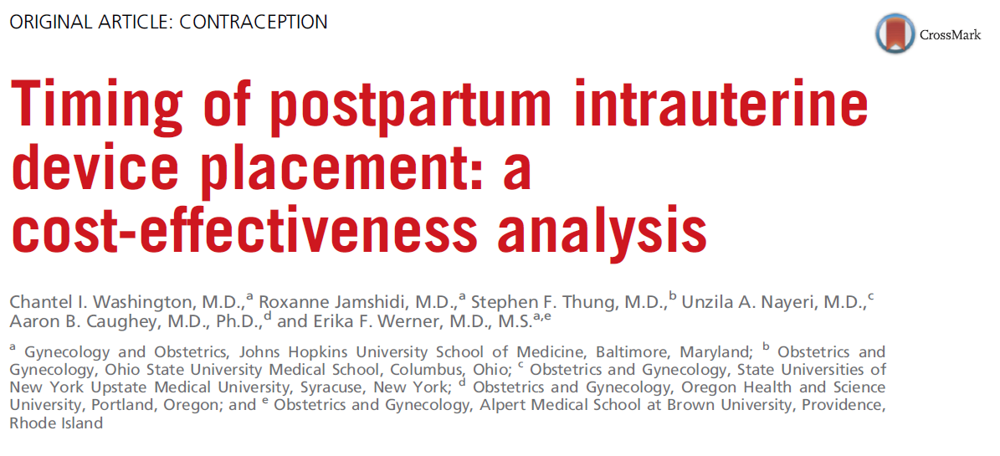 ORIGINAL ARTICLE: CONTRACEPTION
CrossMark
Timing of postpartum intrauterine
device placement: a
cost-effectiveness analysis
Chantel I. Washington, M.D.,a Roxanne Jamshidi, M.D.,a Stephen F. Thung, M.D.,b Unzila A. Nayeri, M.D.,c
Aaron B. Caughey, M.D., Ph.D.,d and Erika F. Werner, M.D., M.S.a,e
a Gynecology and Obstetrics, Johns Hopkins University School of Medicine, Baltimore, Maryland; b Obstetrics and
Gynecology, Ohio State University Medical School, Columbus, Ohio; c Obstetrics and Gynecology, State Universities of
New York Upstate Medical University, Syracuse, New York; d Obstetrics and Gynecology, Oregon Health and Science
University, Portland, Oregon; and e Obstetrics and Gynecology, Alpert Medical School at Brown University, Providence,
Rhode Island